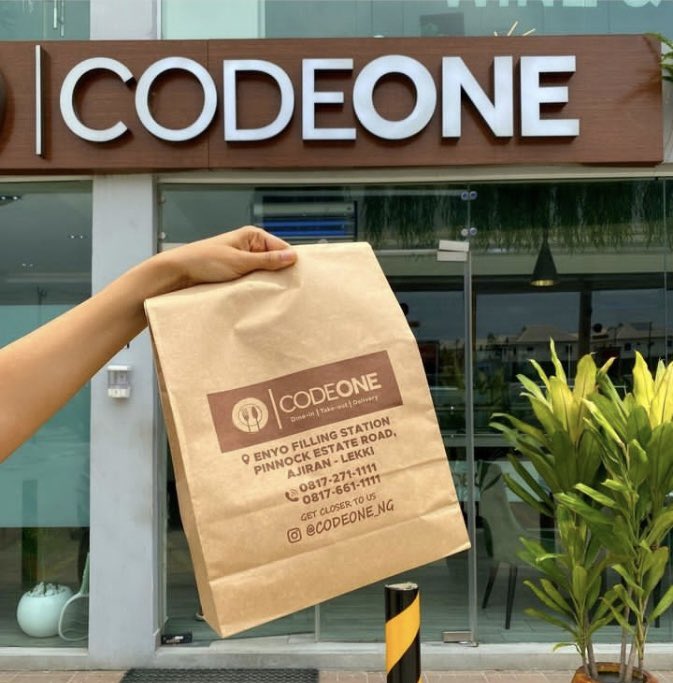 WINE &
CODEONE
CODEONE
Dine-in | Take-out | Delivery
ENYO FILLING STATION
PINNOCK ESTATE ROAD,
AJIRAN - LEKKI
0817-271-1111
0817-661-1111
GET CLOSER TO US
@CODEONE_NG